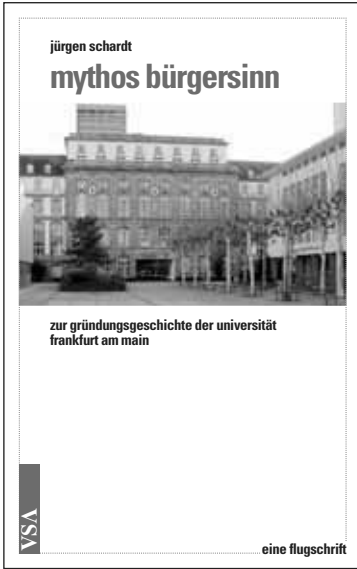 jürgen schardt
mythos bürgersinn
zur gründungsgeschichte der universität
frankfurt am main
VSA
eine flugschrift